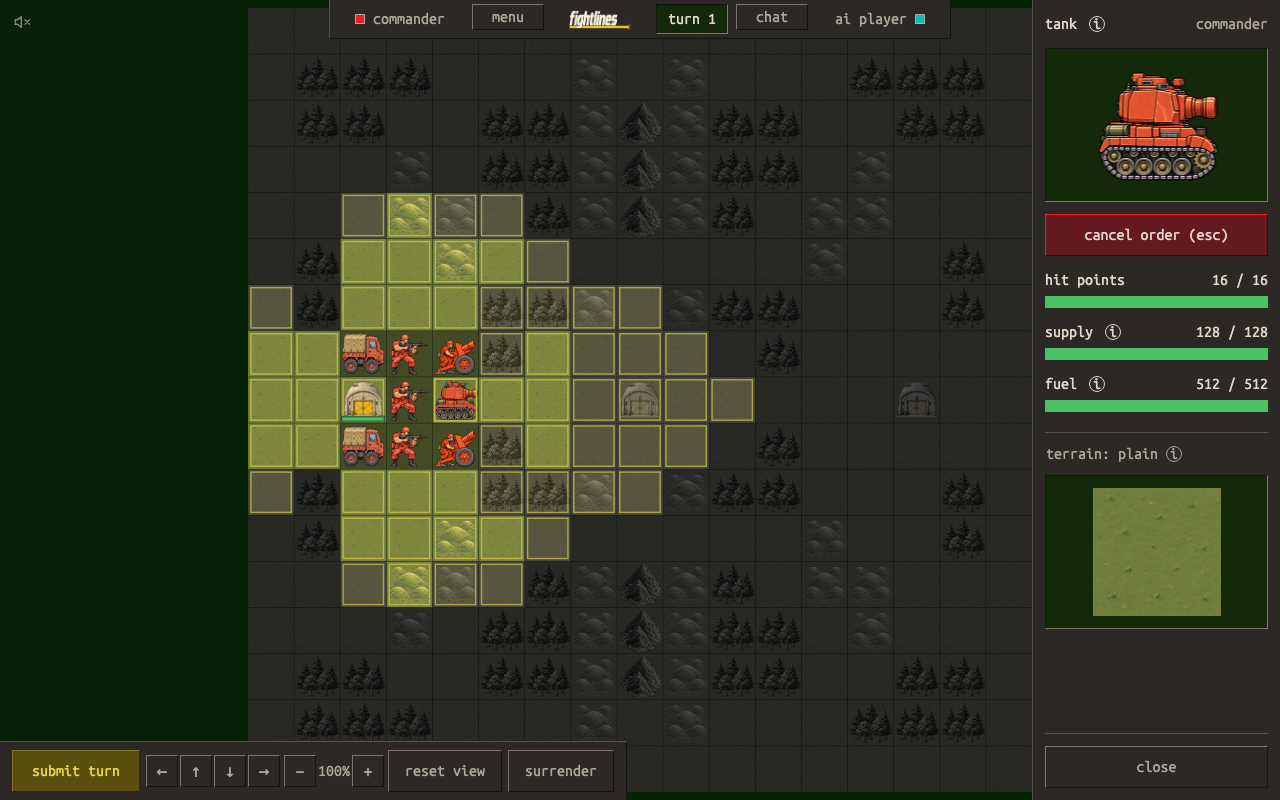 commander
menu
fightlines
turn 1
chat
ai player
tank
commander
cancel order (esc)
hit points 16 / 16
supply 128 / 128
fuel 512 / 512
terrain: plain
submit turn
← ↑ ↓ → − 100% +
reset view
surrender
close